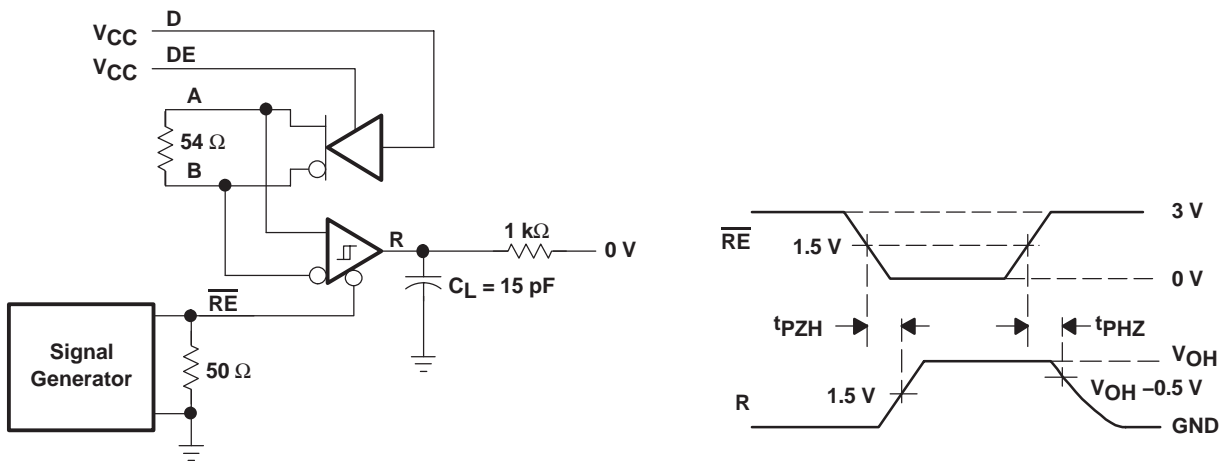 D
VCC
DE
VCC
A
54 Ω
B
R
1 kΩ
0 V
CL = 15 pF
RE
Signal
Generator
50 Ω
3 V
RE
1.5 V
0 V
tPZH
tPHZ
VOH
VOH −0.5 V
1.5 V
R
GND